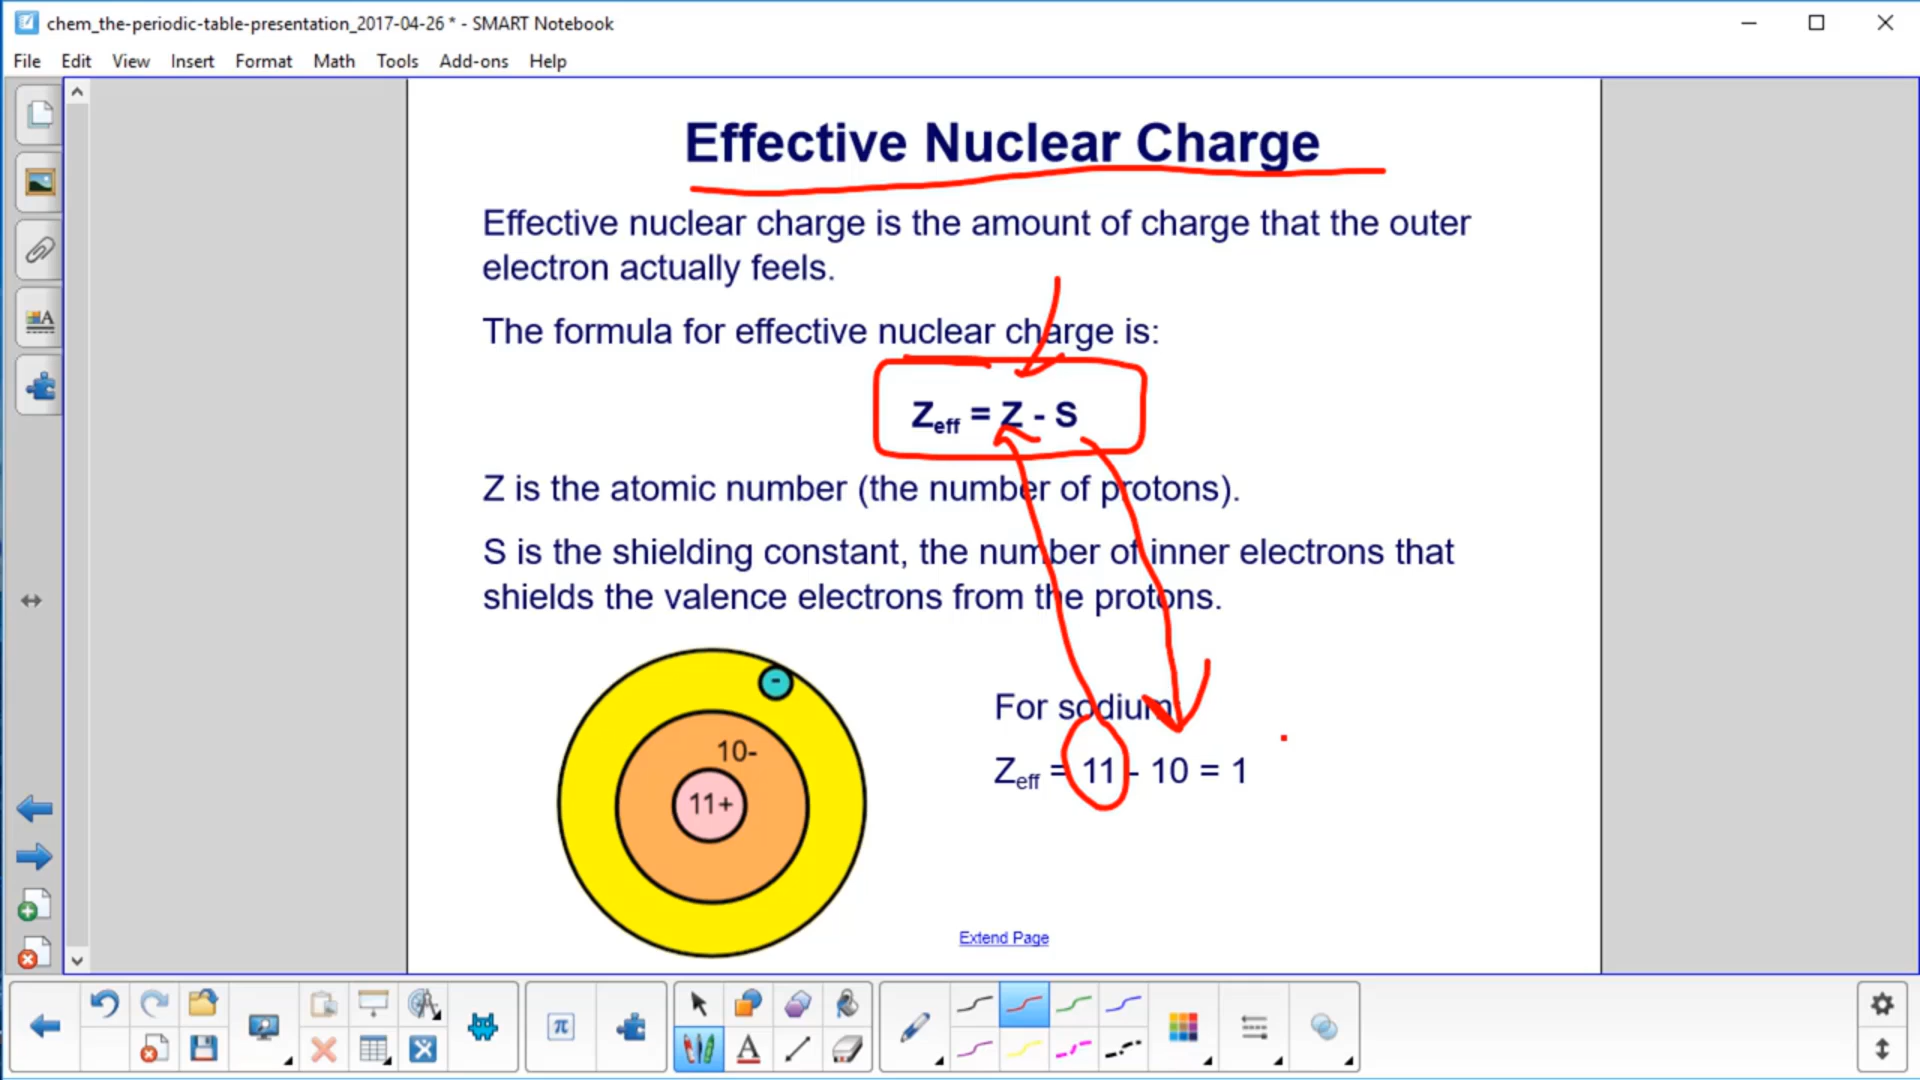 chem_the-periodic-table-presentation_2017-04-26 * - SMART Notebook
File Edit View Insert Format Math Tools Add-ons Help
Effective Nuclear Charge
Effective nuclear charge is the amount of charge that the outer
electron actually feels.
The formula for effective nuclear charge is:
Zeff = Z - S
Z is the atomic number (the number of protons).
S is the shielding constant, the number of inner electrons that
shields the valence electrons from the protons.
-
10-
11+
For sodium:
Zeff = 11 - 10 = 1
Extend Page
π
A